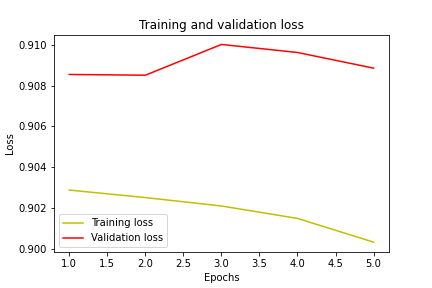 Training and validation loss
0.910
0.908
0.906
0.904
0.902
0.900
Loss
Training loss
Validation loss
1.0 1.5 2.0 2.5 3.0 3.5 4.0 4.5 5.0
Epochs